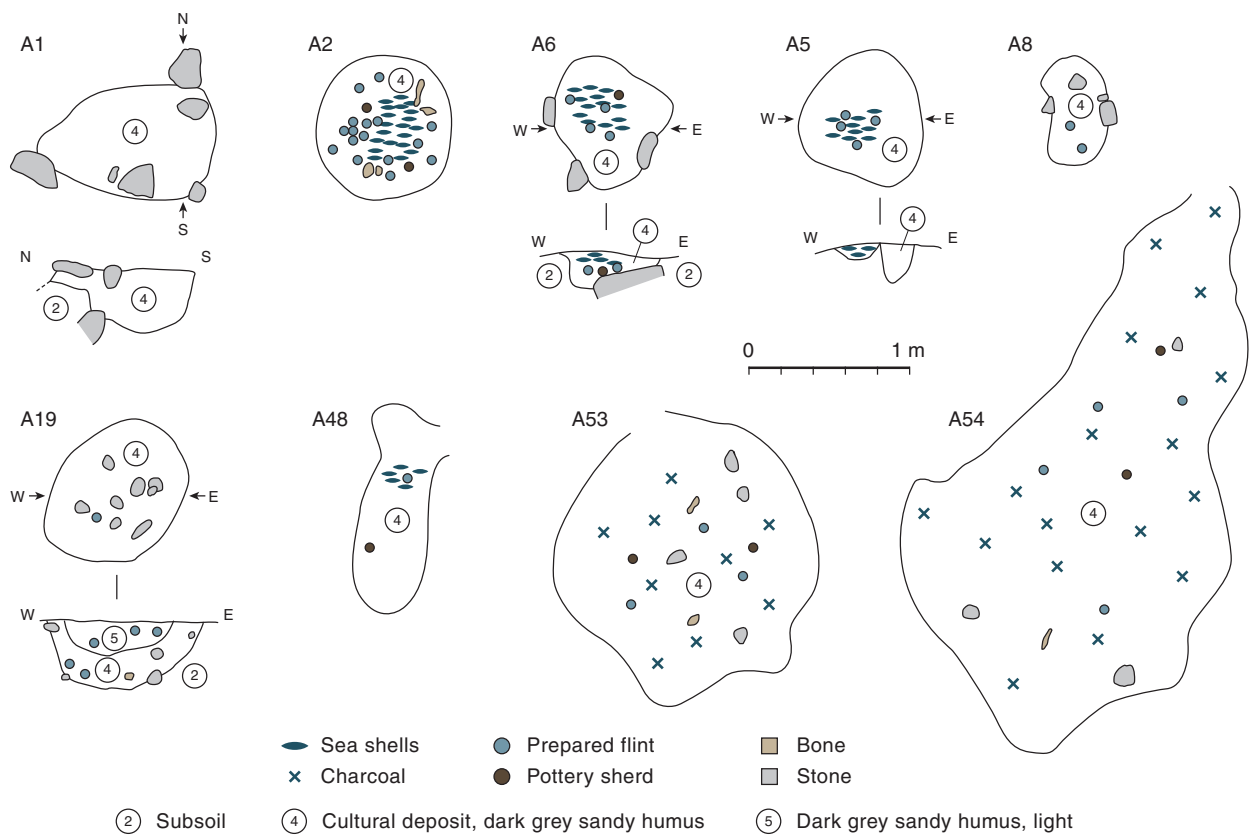 N
A1
A2
A6
A5
A8
4
4
4
4
4
W
E
W
E
S
N
S
2
4
W
4
E
2
2
W
4
E
0
1 m
A19
A48
A53
A54
4
W
E
4
4
4
W
E
5
4
2
Sea shells
Prepared flint
Bone
Charcoal
Pottery sherd
Stone
2 Subsoil
4 Cultural deposit, dark grey sandy humus
5 Dark grey sandy humus, light